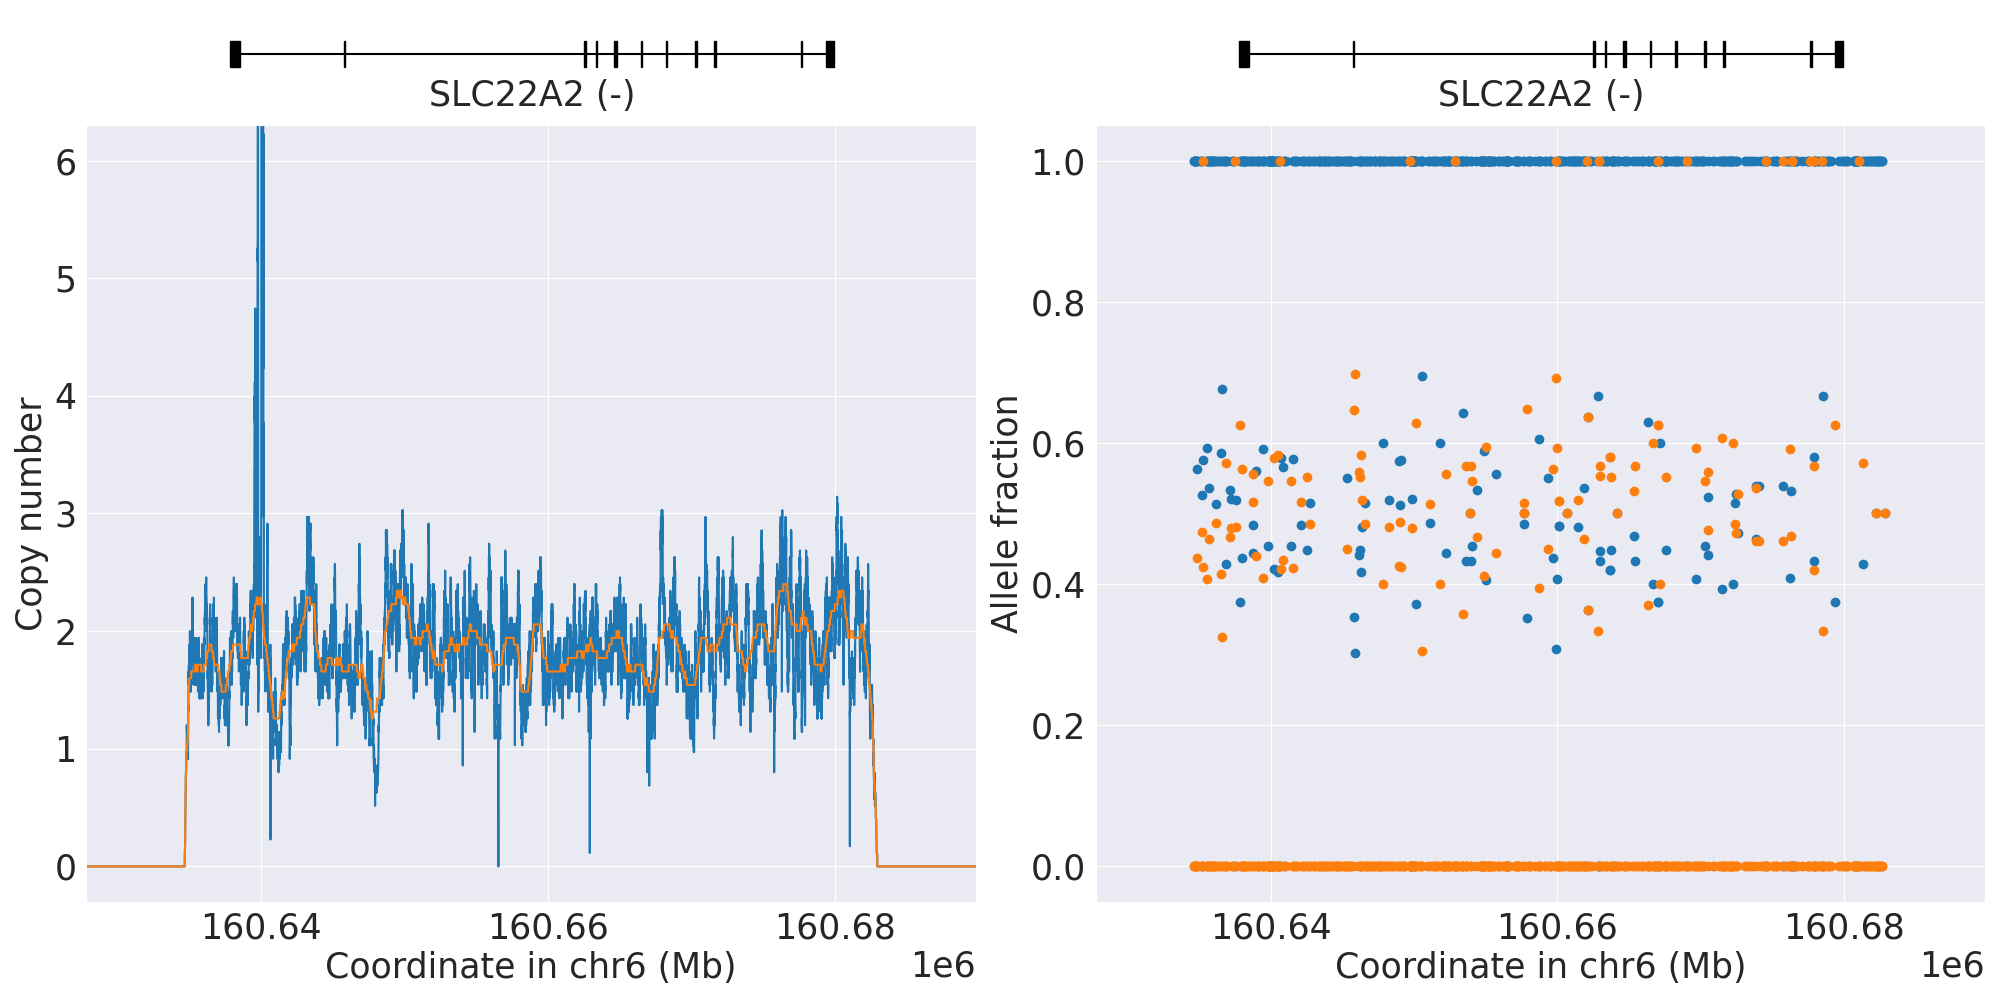 SLC22A2 (-)
Copy number
6
5
4
3
2
1
0
160.64 160.66 160.68
Coordinate in chr6 (Mb) 1e6
SLC22A2 (-)
Allele fraction
1.0
0.8
0.6
0.4
0.2
0.0
160.64 160.66 160.68
Coordinate in chr6 (Mb) 1e6